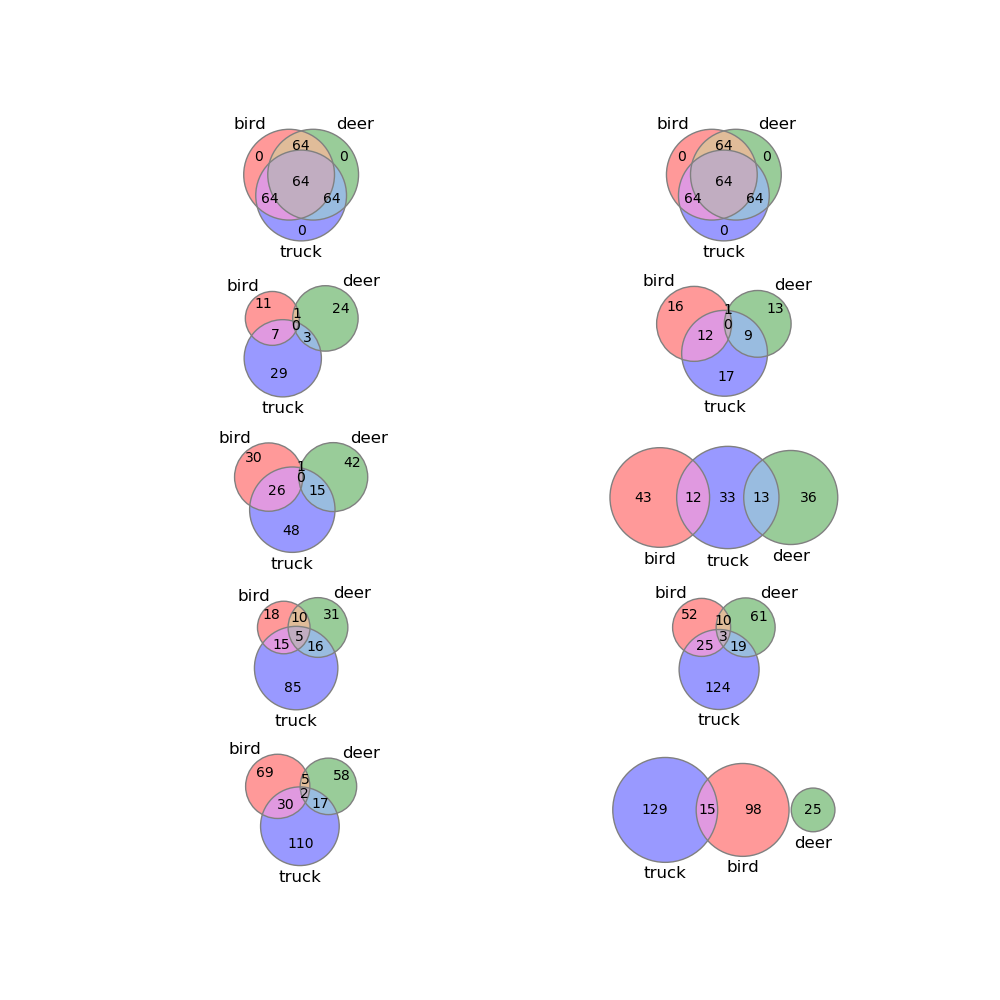 bird deer
0 64 0
64
64 64
0
truck
bird deer
0 64 0
64
64 64
0
truck
bird deer
11 1 24
0
7 3
29
truck
bird deer
16 1 13
0
12 9
17
truck
bird deer
30 1 42
0
26 15
48
truck
43 12 33 13 36
bird truck deer
bird deer
18 10 31
5
15 16
85
truck
bird deer
52 10 61
3
25 19
124
truck
bird deer
69 5 58
2
30 17
110
truck
129 15 98 25
truck bird deer